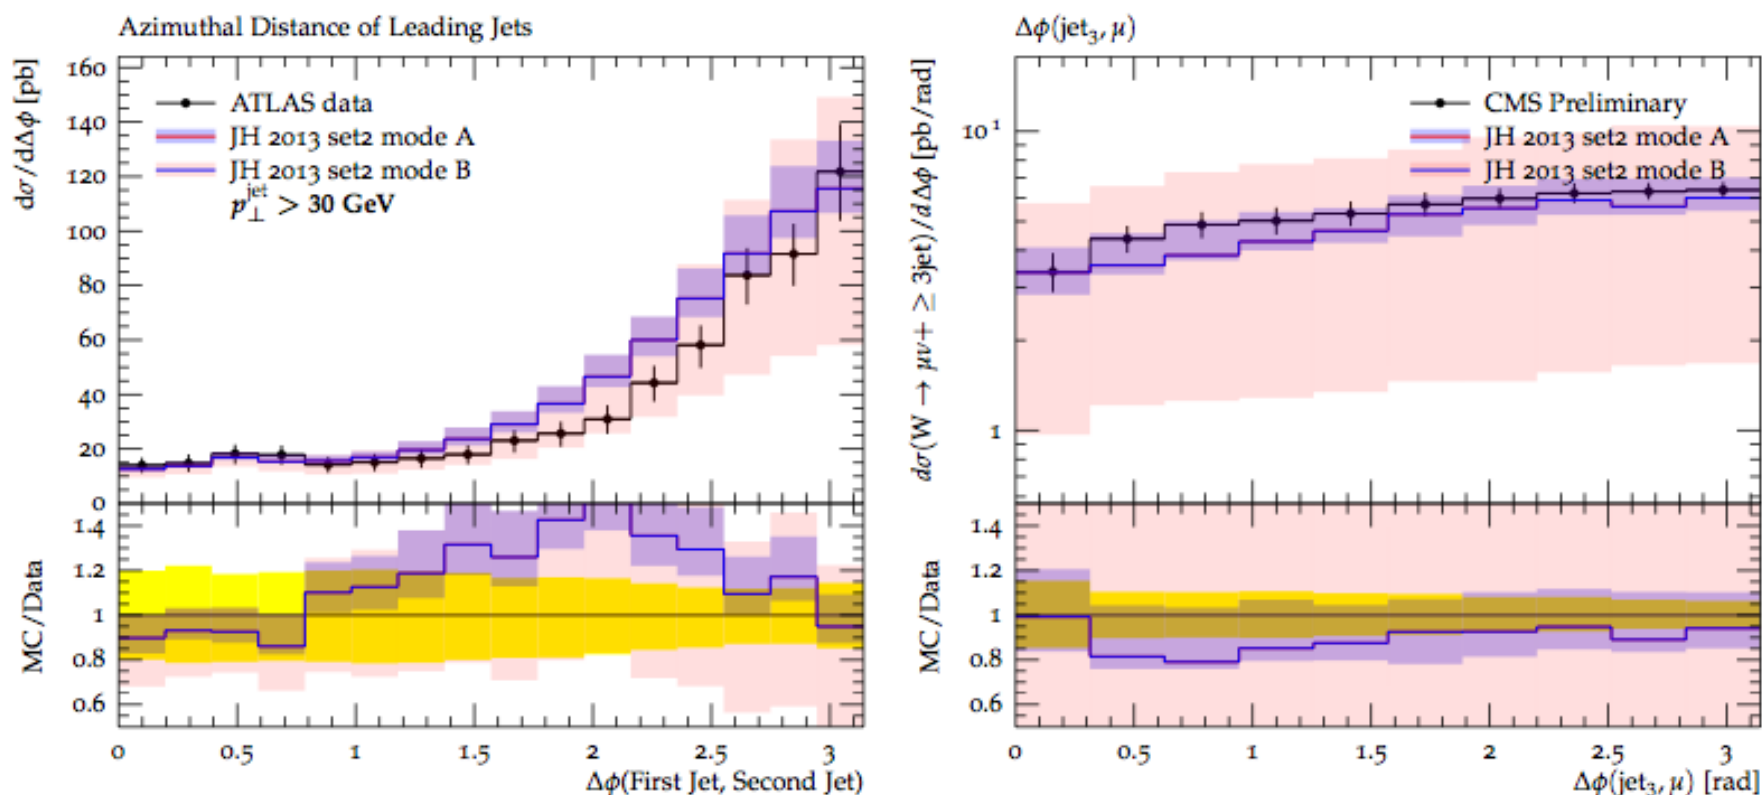 Azimuthal Distance of Leading Jets
dσ/dΔϕ [pb]
160
140
120
100
80
60
40
20
0
ATLAS data
JH 2013 set2 mode A
JH 2013 set2 mode B
p⊥^jet > 30 GeV
MC/Data
1.4
1.2
1
0.8
0.6
0 0.5 1 1.5 2 2.5 3
Δϕ(First Jet, Second Jet)
Δϕ(jet₃, μ)
dσ(W → μν+ ≥ 3jet)/dΔϕ [pb/rad]
10¹
1
CMS Preliminary
JH 2013 set2 mode A
JH 2013 set2 mode B
MC/Data
1.4
1.2
1
0.8
0.6
0 0.5 1 1.5 2 2.5 3
Δϕ(jet₃, μ) [rad]